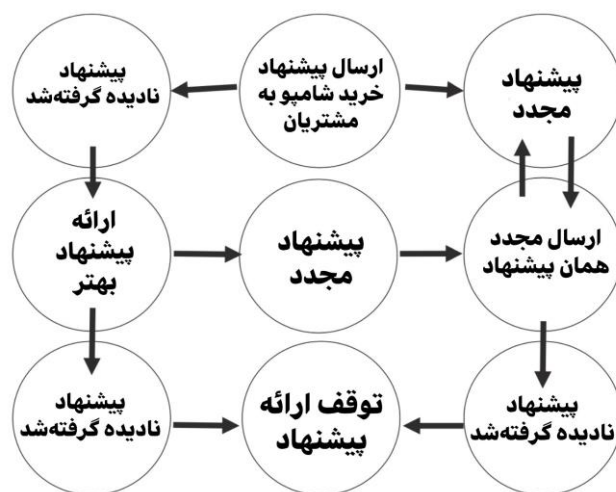 پیشنهاد
مجدد
ارسال پیشنهاد
خرید شامپو به
مشتریان
پیشنهاد
نادیده گرفته‌شد
ارسال مجدد
همان پیشنهاد
پیشنهاد
مجدد
ارائه
پیشنهاد
بهتر
پیشنهاد
نادیده گرفته‌شد
توقف ارائه
پیشنهاد
پیشنهاد
نادیده گرفته‌شد